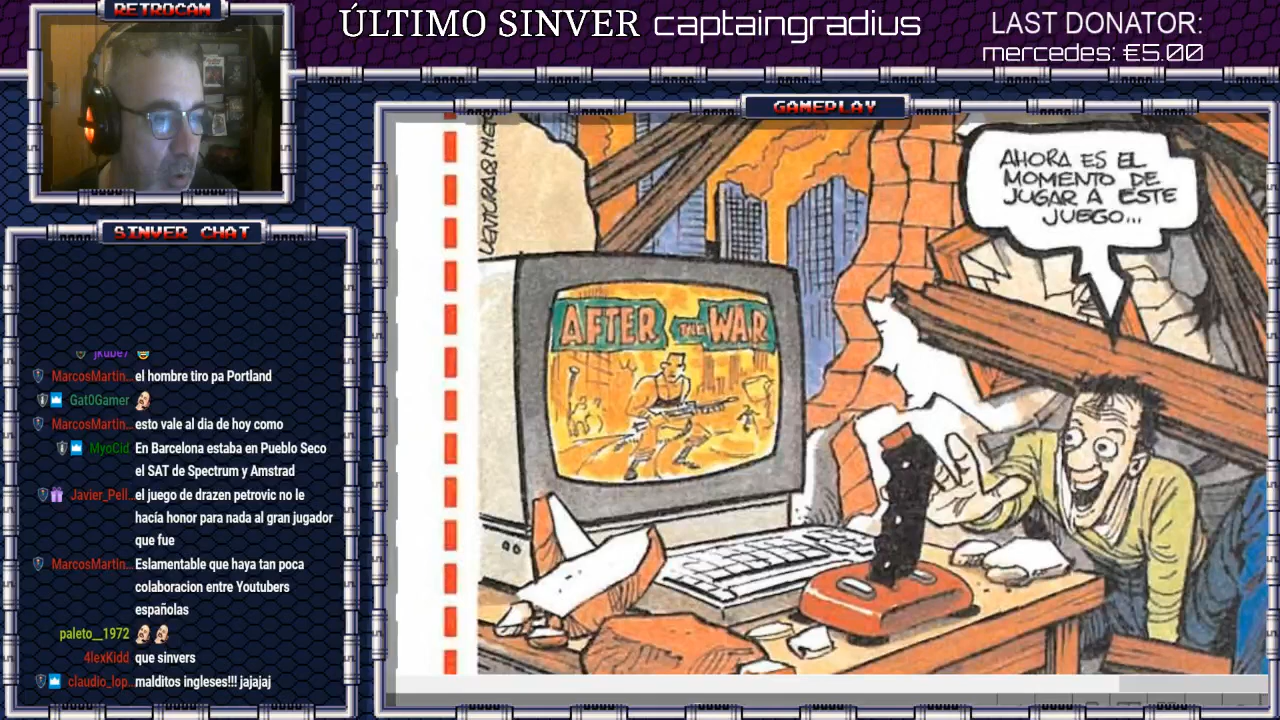 RETROCAM
ÚLTIMO SINVER captaingradius
LAST DONATOR:
mercedes: €5.00
SINVER CHAT
jkube7
MarcosMartin... el hombre tiro pa Portland
Gat0Gamer
MarcosMartin... esto vale al dia de hoy como
MyoCid En Barcelona estaba en Pueblo Seco
el SAT de Spectrum y Amstrad
Javier_Pell... el juego de drazen petrovic no le
hacía honor para nada al gran jugador
que fue
MarcosMartin... Eslamentable que haya tan poca
colaboracion entre Youtubers
españolas
paleto__1972
4lexKidd que sinvers
claudio_lop... malditos ingleses!!! jajajaj
GAMEPLAY
AHORA ES EL
MOMENTO DE
JUGAR A ESTE
JUEGO...
AFTER THE WAR